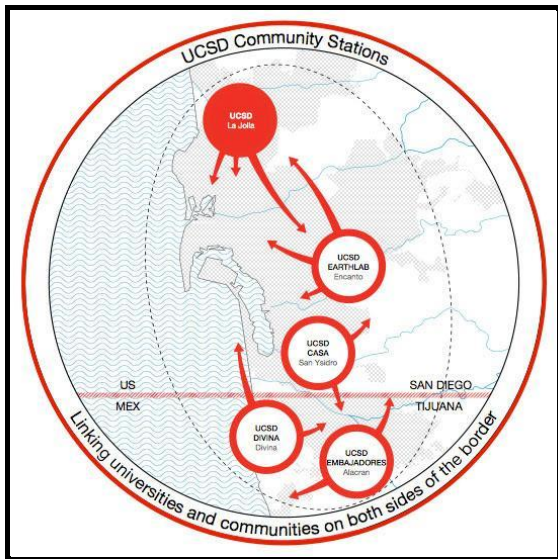 UCSD Community Stations
UCSD
La Jolla
UCSD
EARTHLAB
Encanto
UCSD
CASA
San Ysidro
US
SAN DIEGO
MEX
TIJUANA
UCSD
DIVINA
Divina
UCSD
EMBAJADORES
Alacran
Linking universities and communities on both sides of the border